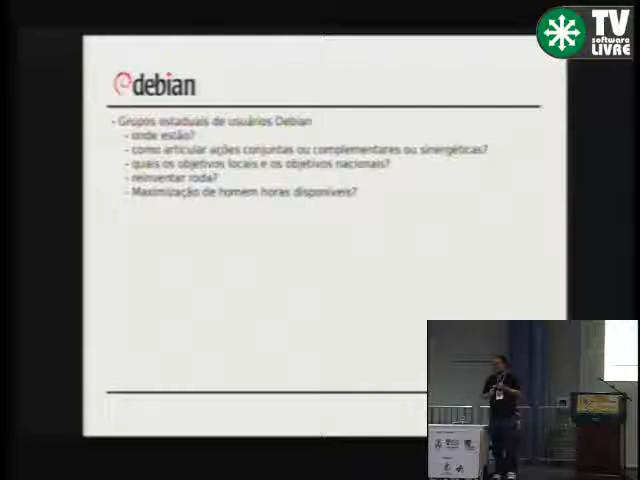 TV
software
LIVRE
debian
- Grupos estaduais de usuários Debian
- onde estão?
- como articular ações conjuntas ou complementares ou sinergéticas?
- quais os objetivos locais e os objetivos nacionais?
- reinventar roda?
- Maximização de homem horas disponíveis?